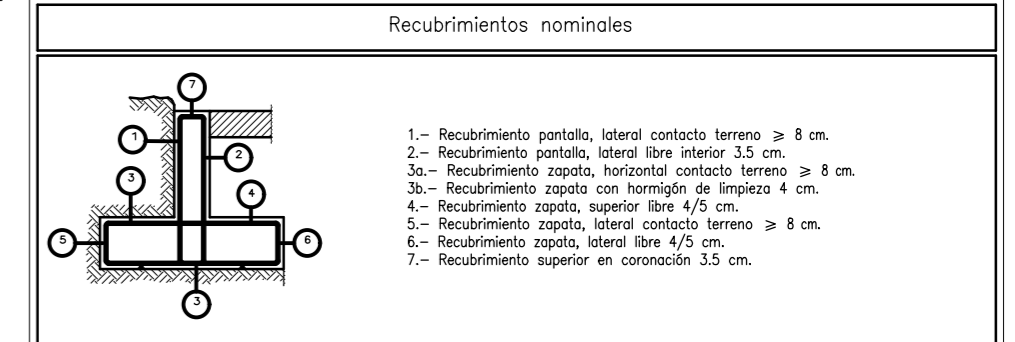 Recubrimientos nominales
7
1
2
3
4
5
6
3
1.- Recubrimiento pantalla, lateral contacto terreno ⩾ 8 cm.
2.- Recubrimiento pantalla, lateral libre interior 3.5 cm.
3a.- Recubrimiento zapata, horizontal contacto terreno ⩾ 8 cm.
3b.- Recubrimiento zapata con hormigón de limpieza 4 cm.
4.- Recubrimiento zapata, superior libre 4/5 cm.
5.- Recubrimiento zapata, lateral contacto terreno ⩾ 8 cm.
6.- Recubrimiento zapata, lateral libre 4/5 cm.
7.- Recubrimiento superior en coronación 3.5 cm.